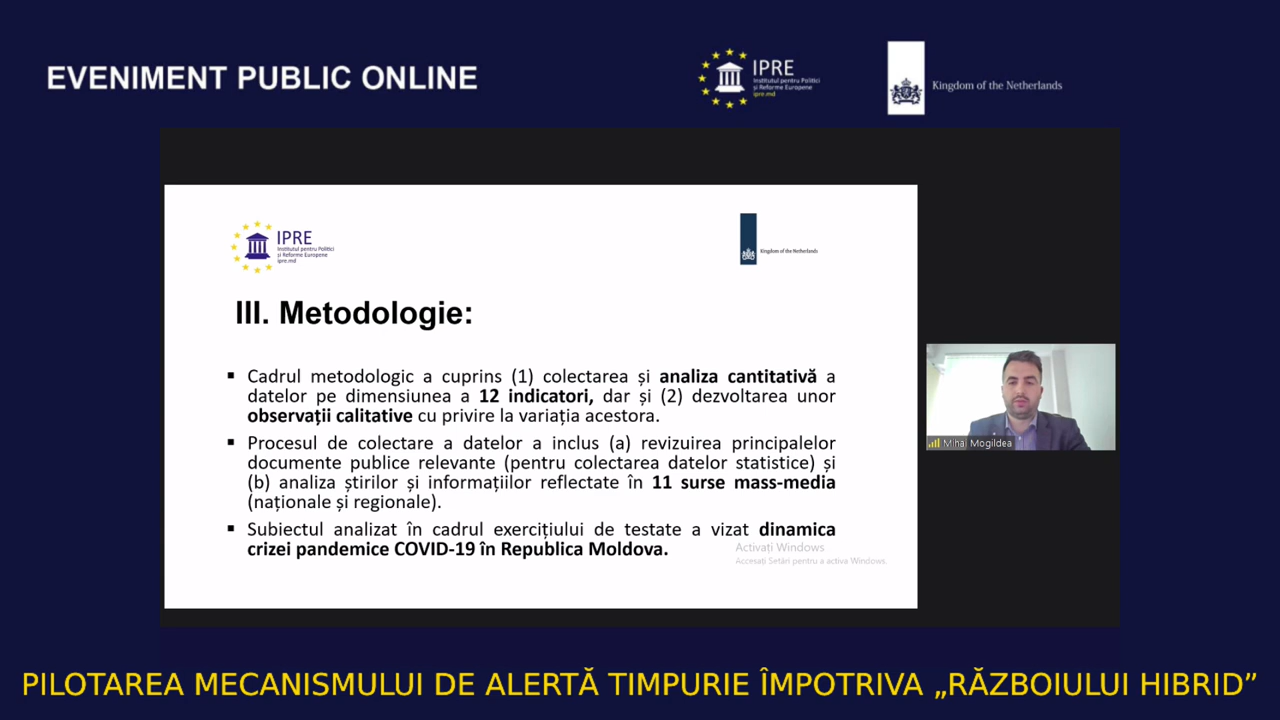 EVENIMENT PUBLIC ONLINE
IPRE
Institutul pentru Politici
și Reforme Europene
ipre.md
Kingdom of the Netherlands
IPRE
Institutul pentru Politici
și Reforme Europene
ipre.md
Kingdom of the Netherlands
III. Metodologie:
▪ Cadrul metodologic a cuprins (1) colectarea și analiza cantitativă a
datelor pe dimensiunea a 12 indicatori, dar și (2) dezvoltarea unor
observații calitative cu privire la variația acestora.
▪ Procesul de colectare a datelor a inclus (a) revizuirea principalelor
documente publice relevante (pentru colectarea datelor statistice) și
(b) analiza știrilor și informațiilor reflectate în 11 surse mass-media
(naționale și regionale).
▪ Subiectul analizat în cadrul exercițiului de testate a vizat dinamica
crizei pandemice COVID-19 în Republica Moldova.
Activați Windows
Accesați Setări pentru a activa Windows.
Mihai Mogildea
PILOTAREA MECANISMULUI DE ALERTĂ TIMPURIE ÎMPOTRIVA „RĂZBOIULUI HIBRID”